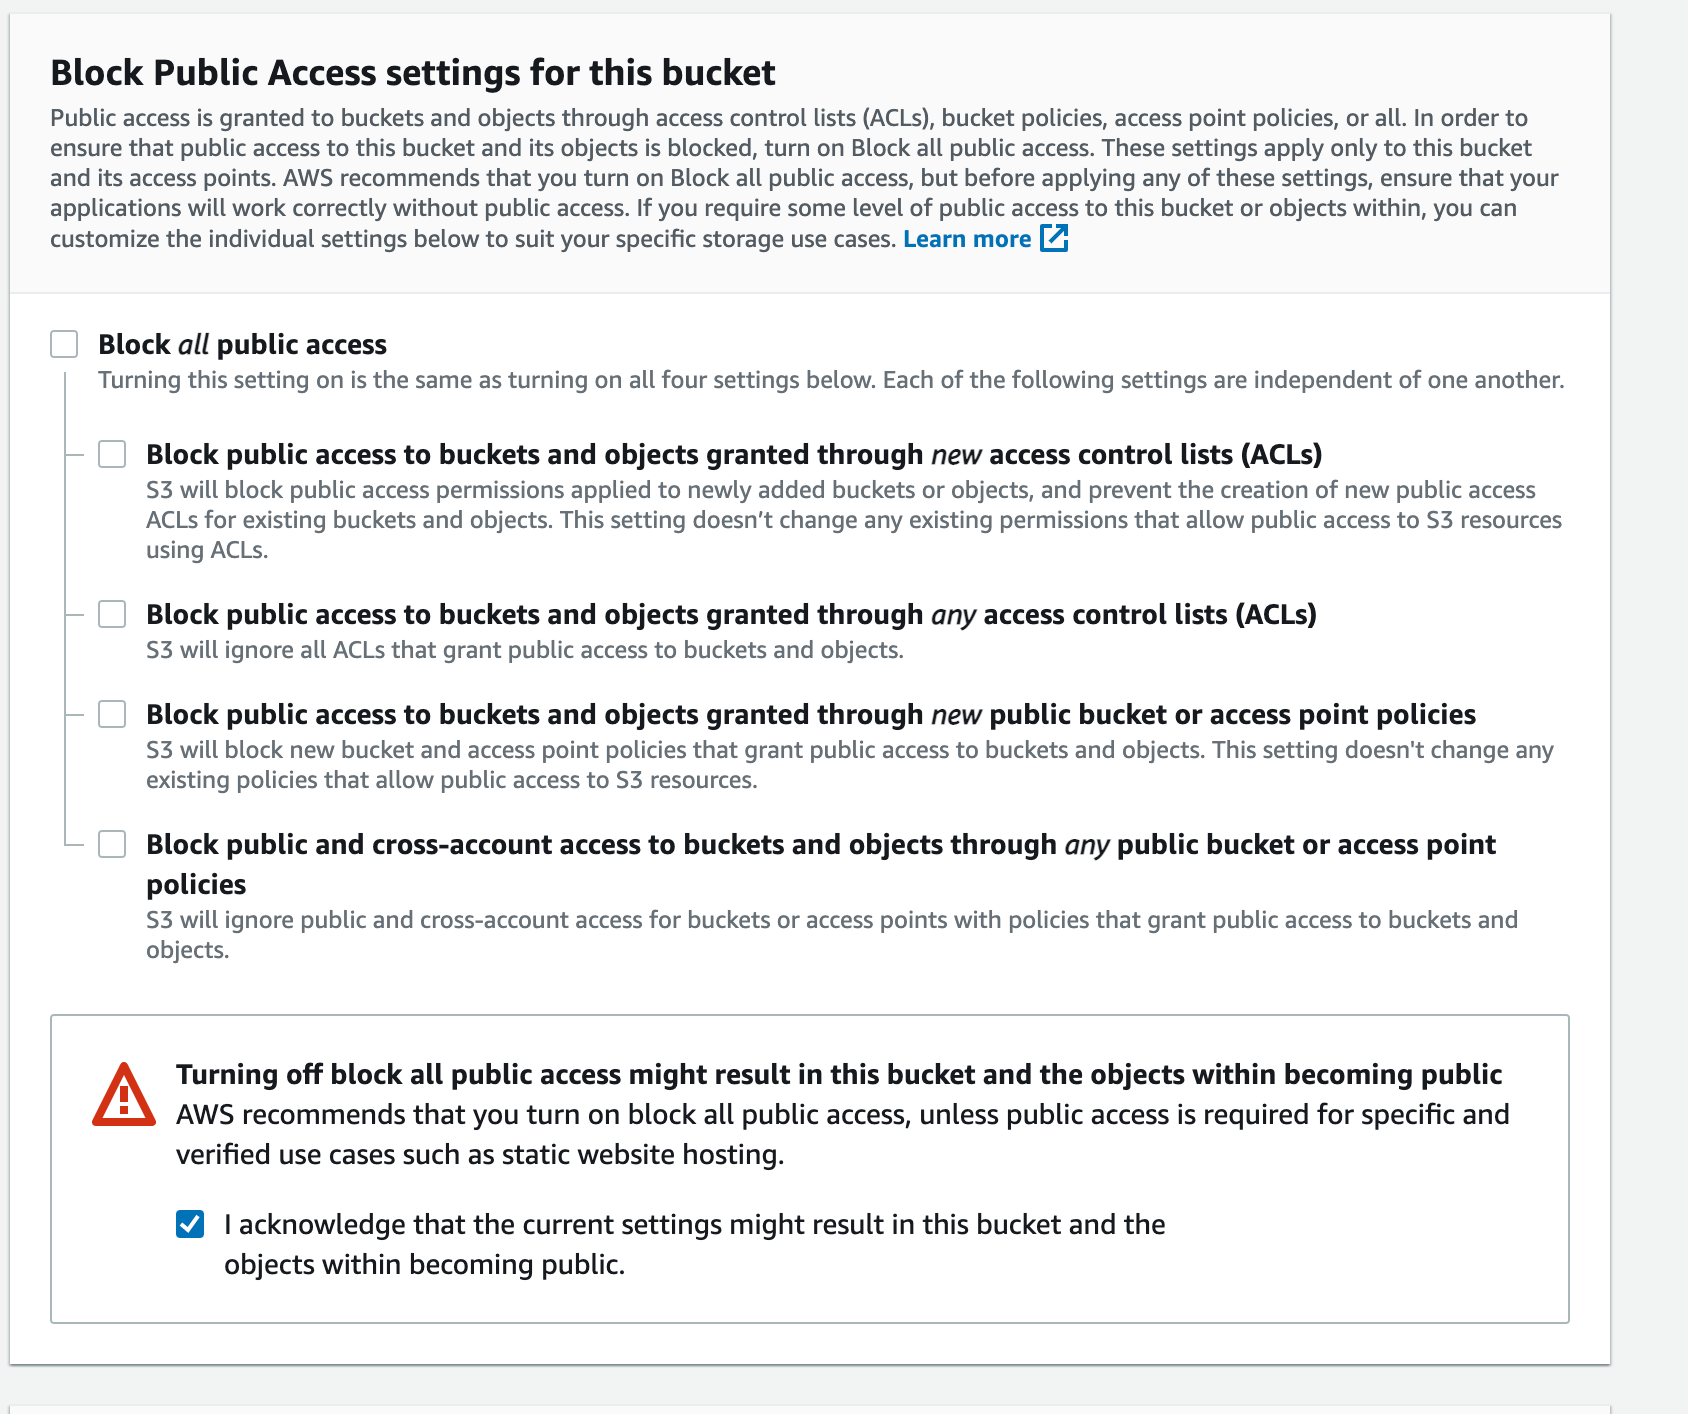 Block Public Access settings for this bucket
Public access is granted to buckets and objects through access control lists (ACLs), bucket policies, access point policies, or all. In order to
ensure that public access to this bucket and its objects is blocked, turn on Block all public access. These settings apply only to this bucket
and its access points. AWS recommends that you turn on Block all public access, but before applying any of these settings, ensure that your
applications will work correctly without public access. If you require some level of public access to this bucket or objects within, you can
customize the individual settings below to suit your specific storage use cases. Learn more
Block all public access
Turning this setting on is the same as turning on all four settings below. Each of the following settings are independent of one another.
Block public access to buckets and objects granted through new access control lists (ACLs)
S3 will block public access permissions applied to newly added buckets or objects, and prevent the creation of new public access
ACLs for existing buckets and objects. This setting doesn’t change any existing permissions that allow public access to S3 resources
using ACLs.
Block public access to buckets and objects granted through any access control lists (ACLs)
S3 will ignore all ACLs that grant public access to buckets and objects.
Block public access to buckets and objects granted through new public bucket or access point policies
S3 will block new bucket and access point policies that grant public access to buckets and objects. This setting doesn't change any
existing policies that allow public access to S3 resources.
Block public and cross-account access to buckets and objects through any public bucket or access point
policies
S3 will ignore public and cross-account access for buckets or access points with policies that grant public access to buckets and
objects.
Turning off block all public access might result in this bucket and the objects within becoming public
AWS recommends that you turn on block all public access, unless public access is required for specific and
verified use cases such as static website hosting.
I acknowledge that the current settings might result in this bucket and the
objects within becoming public.